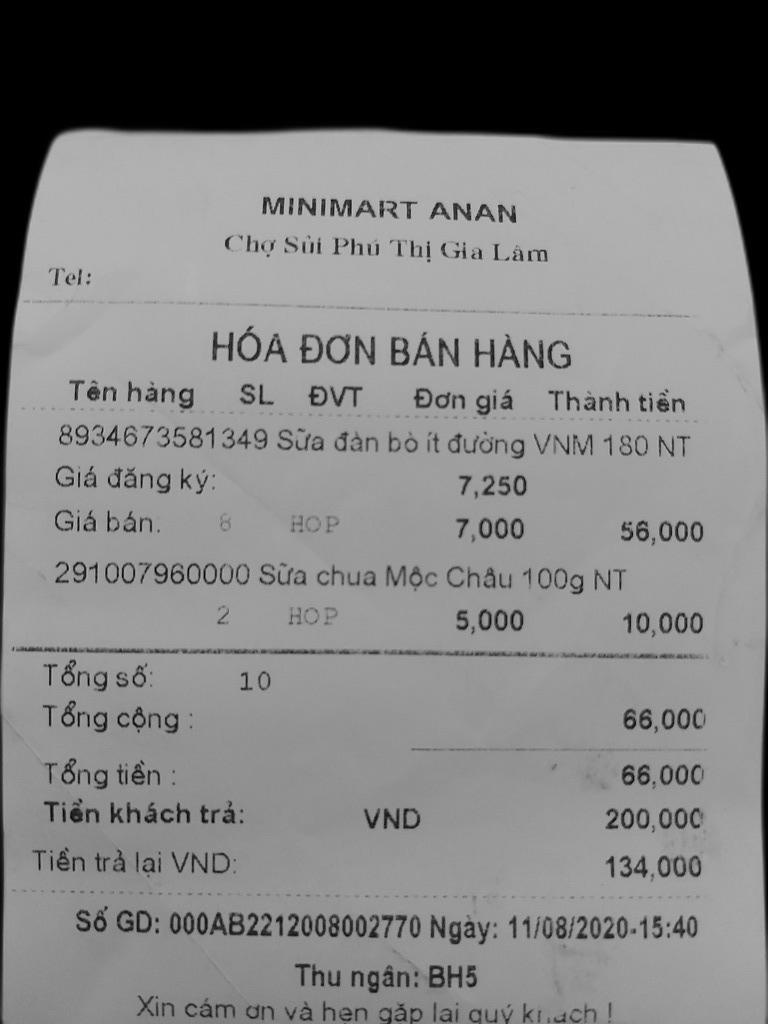 MINIMART ANAN
Chợ Sủi Phú Thị Gia Lâm
Tel:
HÓA ĐƠN BÁN HÀNG
Tên hàng SL ĐVT Đơn giá Thành tiền
8934673581349 Sữa đàn bò ít đường VNM 180 NT
Giá đăng ký: 7,250
Giá bán. 8 HOP 7,000 56,000
291007960000 Sữa chua Mộc Châu 100g NT
2 HOP 5,000 10,000
Tổng số: 10
Tổng cộng : 66,000
Tổng tiền : 66,000
Tiền khách trả: VND 200,000
Tiền trả lại VND: 134,000
Số GD: 000AB2212008002770 Ngày: 11/08/2020-15:40
Thu ngân: BH5
Xin cám ơn và hẹn gặp lại quý khách !